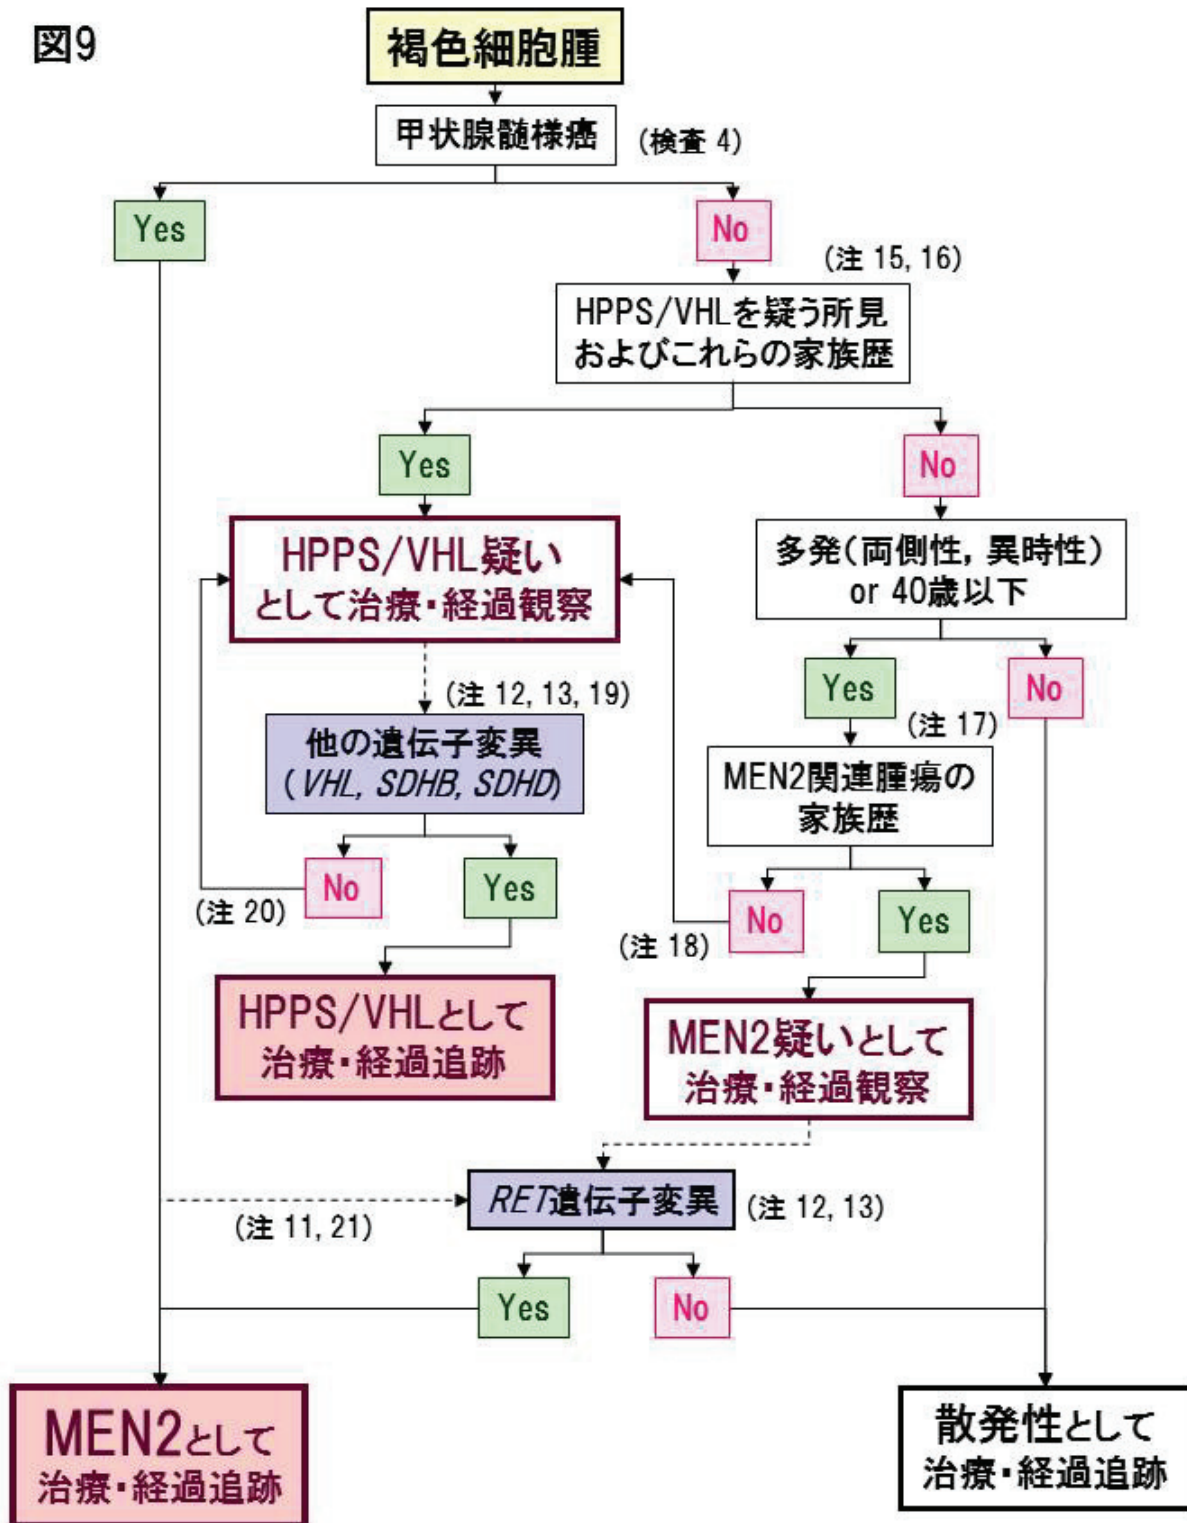 図9
褐色細胞腫
甲状腺髄様癌
(検査 4)
Yes
No
(注 15, 16)
HPPS/VHLを疑う所見
およびこれらの家族歴
Yes
No
HPPS/VHL疑い
として治療・経過観察
多発(両側性, 異時性)
or 40歳以下
Yes
No
(注 12, 13, 19)
(注 17)
他の遺伝子変異
(VHL, SDHB, SDHD)
MEN2関連腫瘍の
家族歴
No
Yes
(注 20)
No
Yes
(注 18)
HPPS/VHLとして
治療・経過追跡
MEN2疑いとして
治療・経過観察
RET遺伝子変異
(注 12, 13)
(注 11, 21)
Yes
No
MEN2として
治療・経過追跡
散発性として
治療・経過追跡